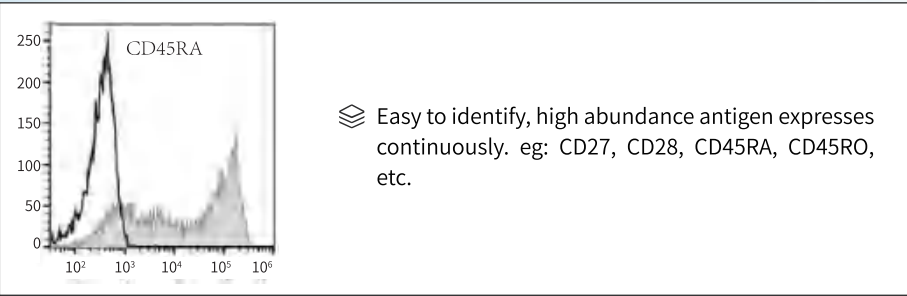 CD45RA
250
200
150
100
50
0
10² 10³ 10⁴ 10⁵ 10⁶
Easy to identify, high abundance antigen expresses
continuously. eg: CD27, CD28, CD45RA, CD45RO,
etc.